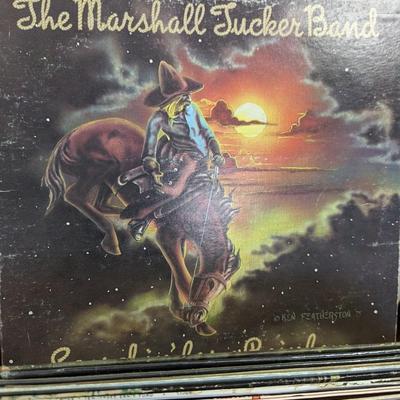 The Marshall Tucker Band
© KEN FEATHERSTON